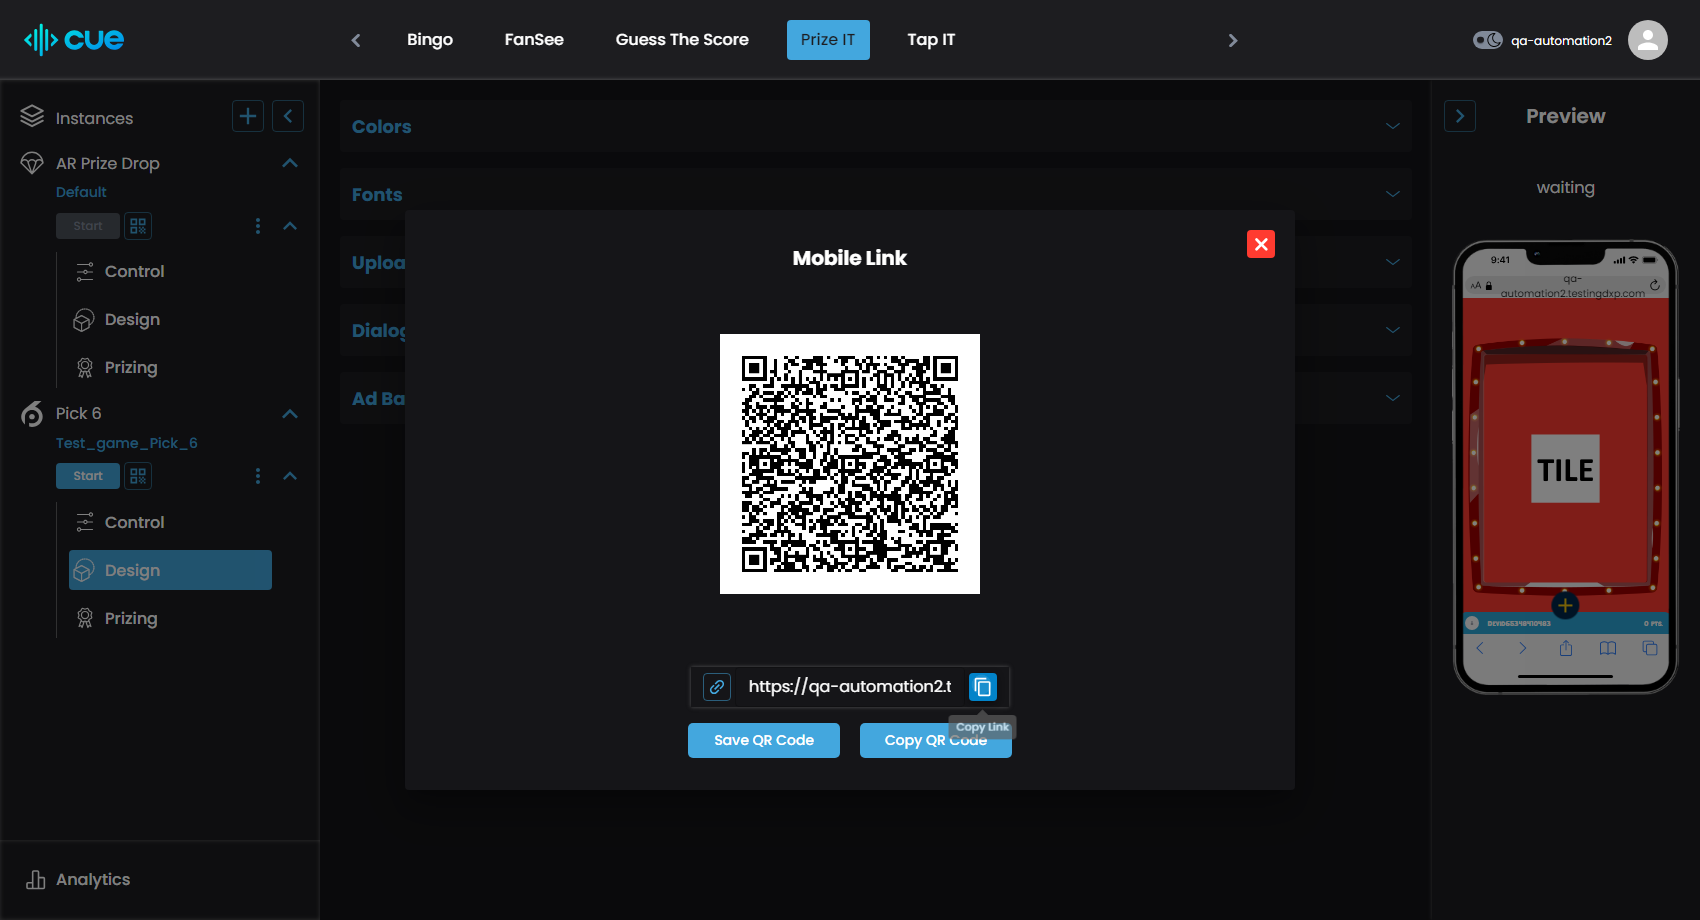 cue
Bingo
FanSee
Guess The Score
Prize IT
Tap IT
qa-automation2
Instances
AR Prize Drop
Default
Start
Control
Design
Prizing
Pick 6
Test_game_Pick_6
Start
Control
Design
Prizing
Analytics
Colors
Fonts
Uploa
Dialog
Ad Ba
Mobile Link
https://qa-automation2.t
Copy Link
Save QR Code
Copy QR Code
Preview
waiting
9:41
AA
qa-
automation2.testingdxp.com
TILE
0 PTS.